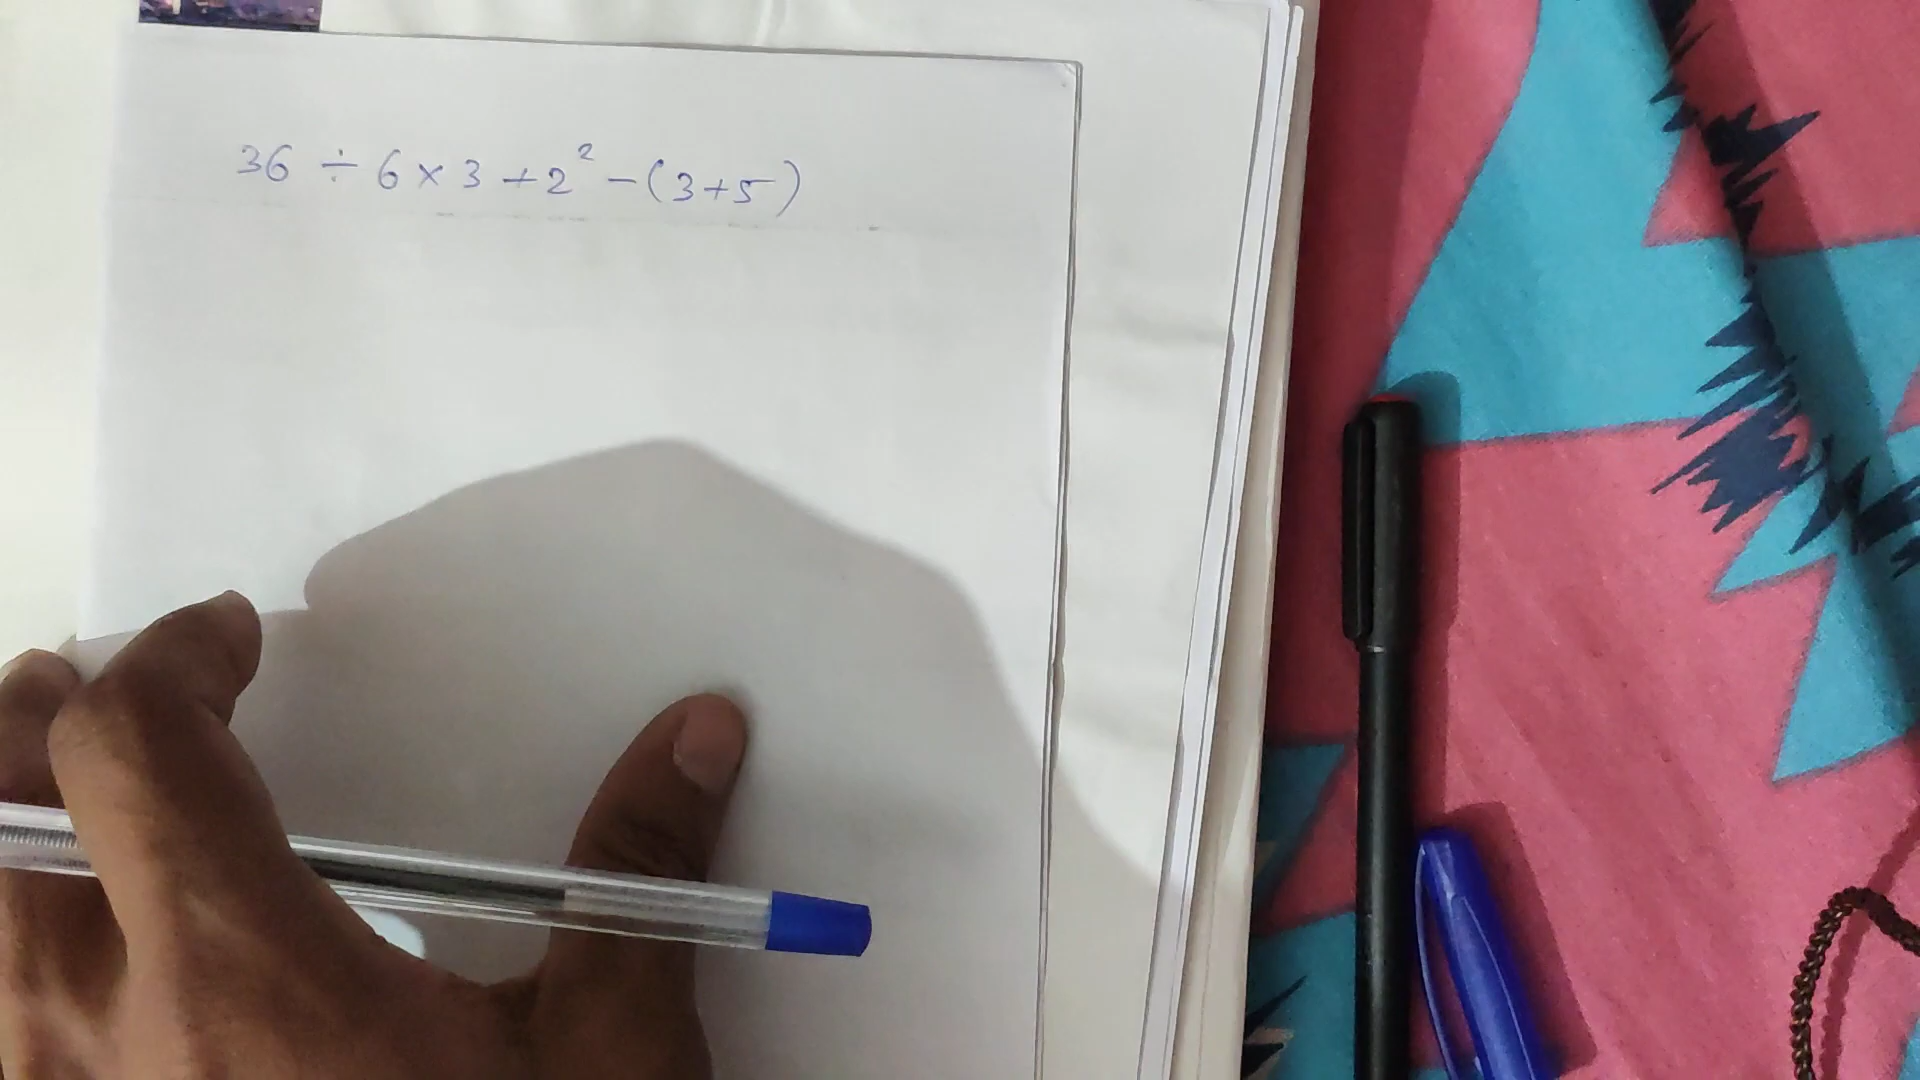 36 ÷ 6 × 3 + 2² - (3+5)